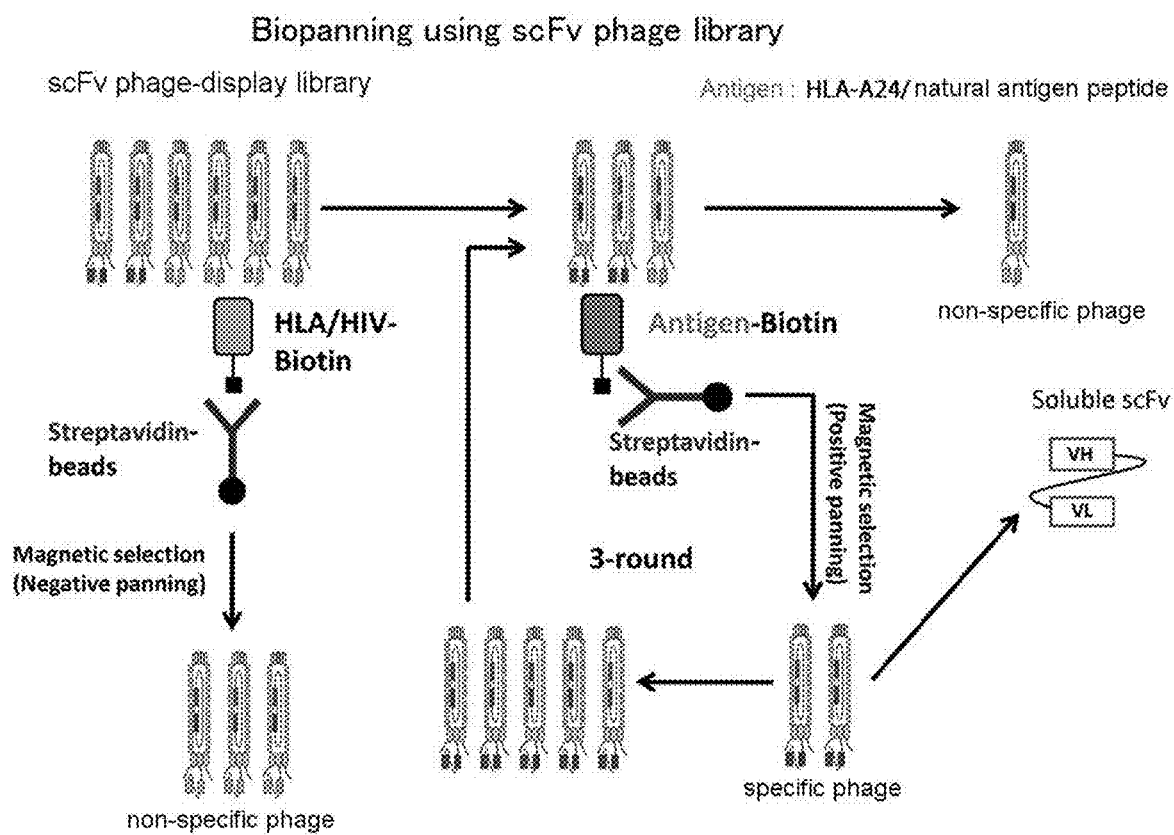 Biopanning using scFv phage library
scFv phage-display library
Antigen : HLA-A24/natural antigen peptide
non-specific phage
HLA/HIV-
Biotin
Antigen-Biotin
Streptavidin-
beads
Streptavidin-
beads
Magnetic selection
(Positive panning)
Soluble scFv
VH
VL
Magnetic selection
(Negative panning)
3-round
specific phage
non-specific phage